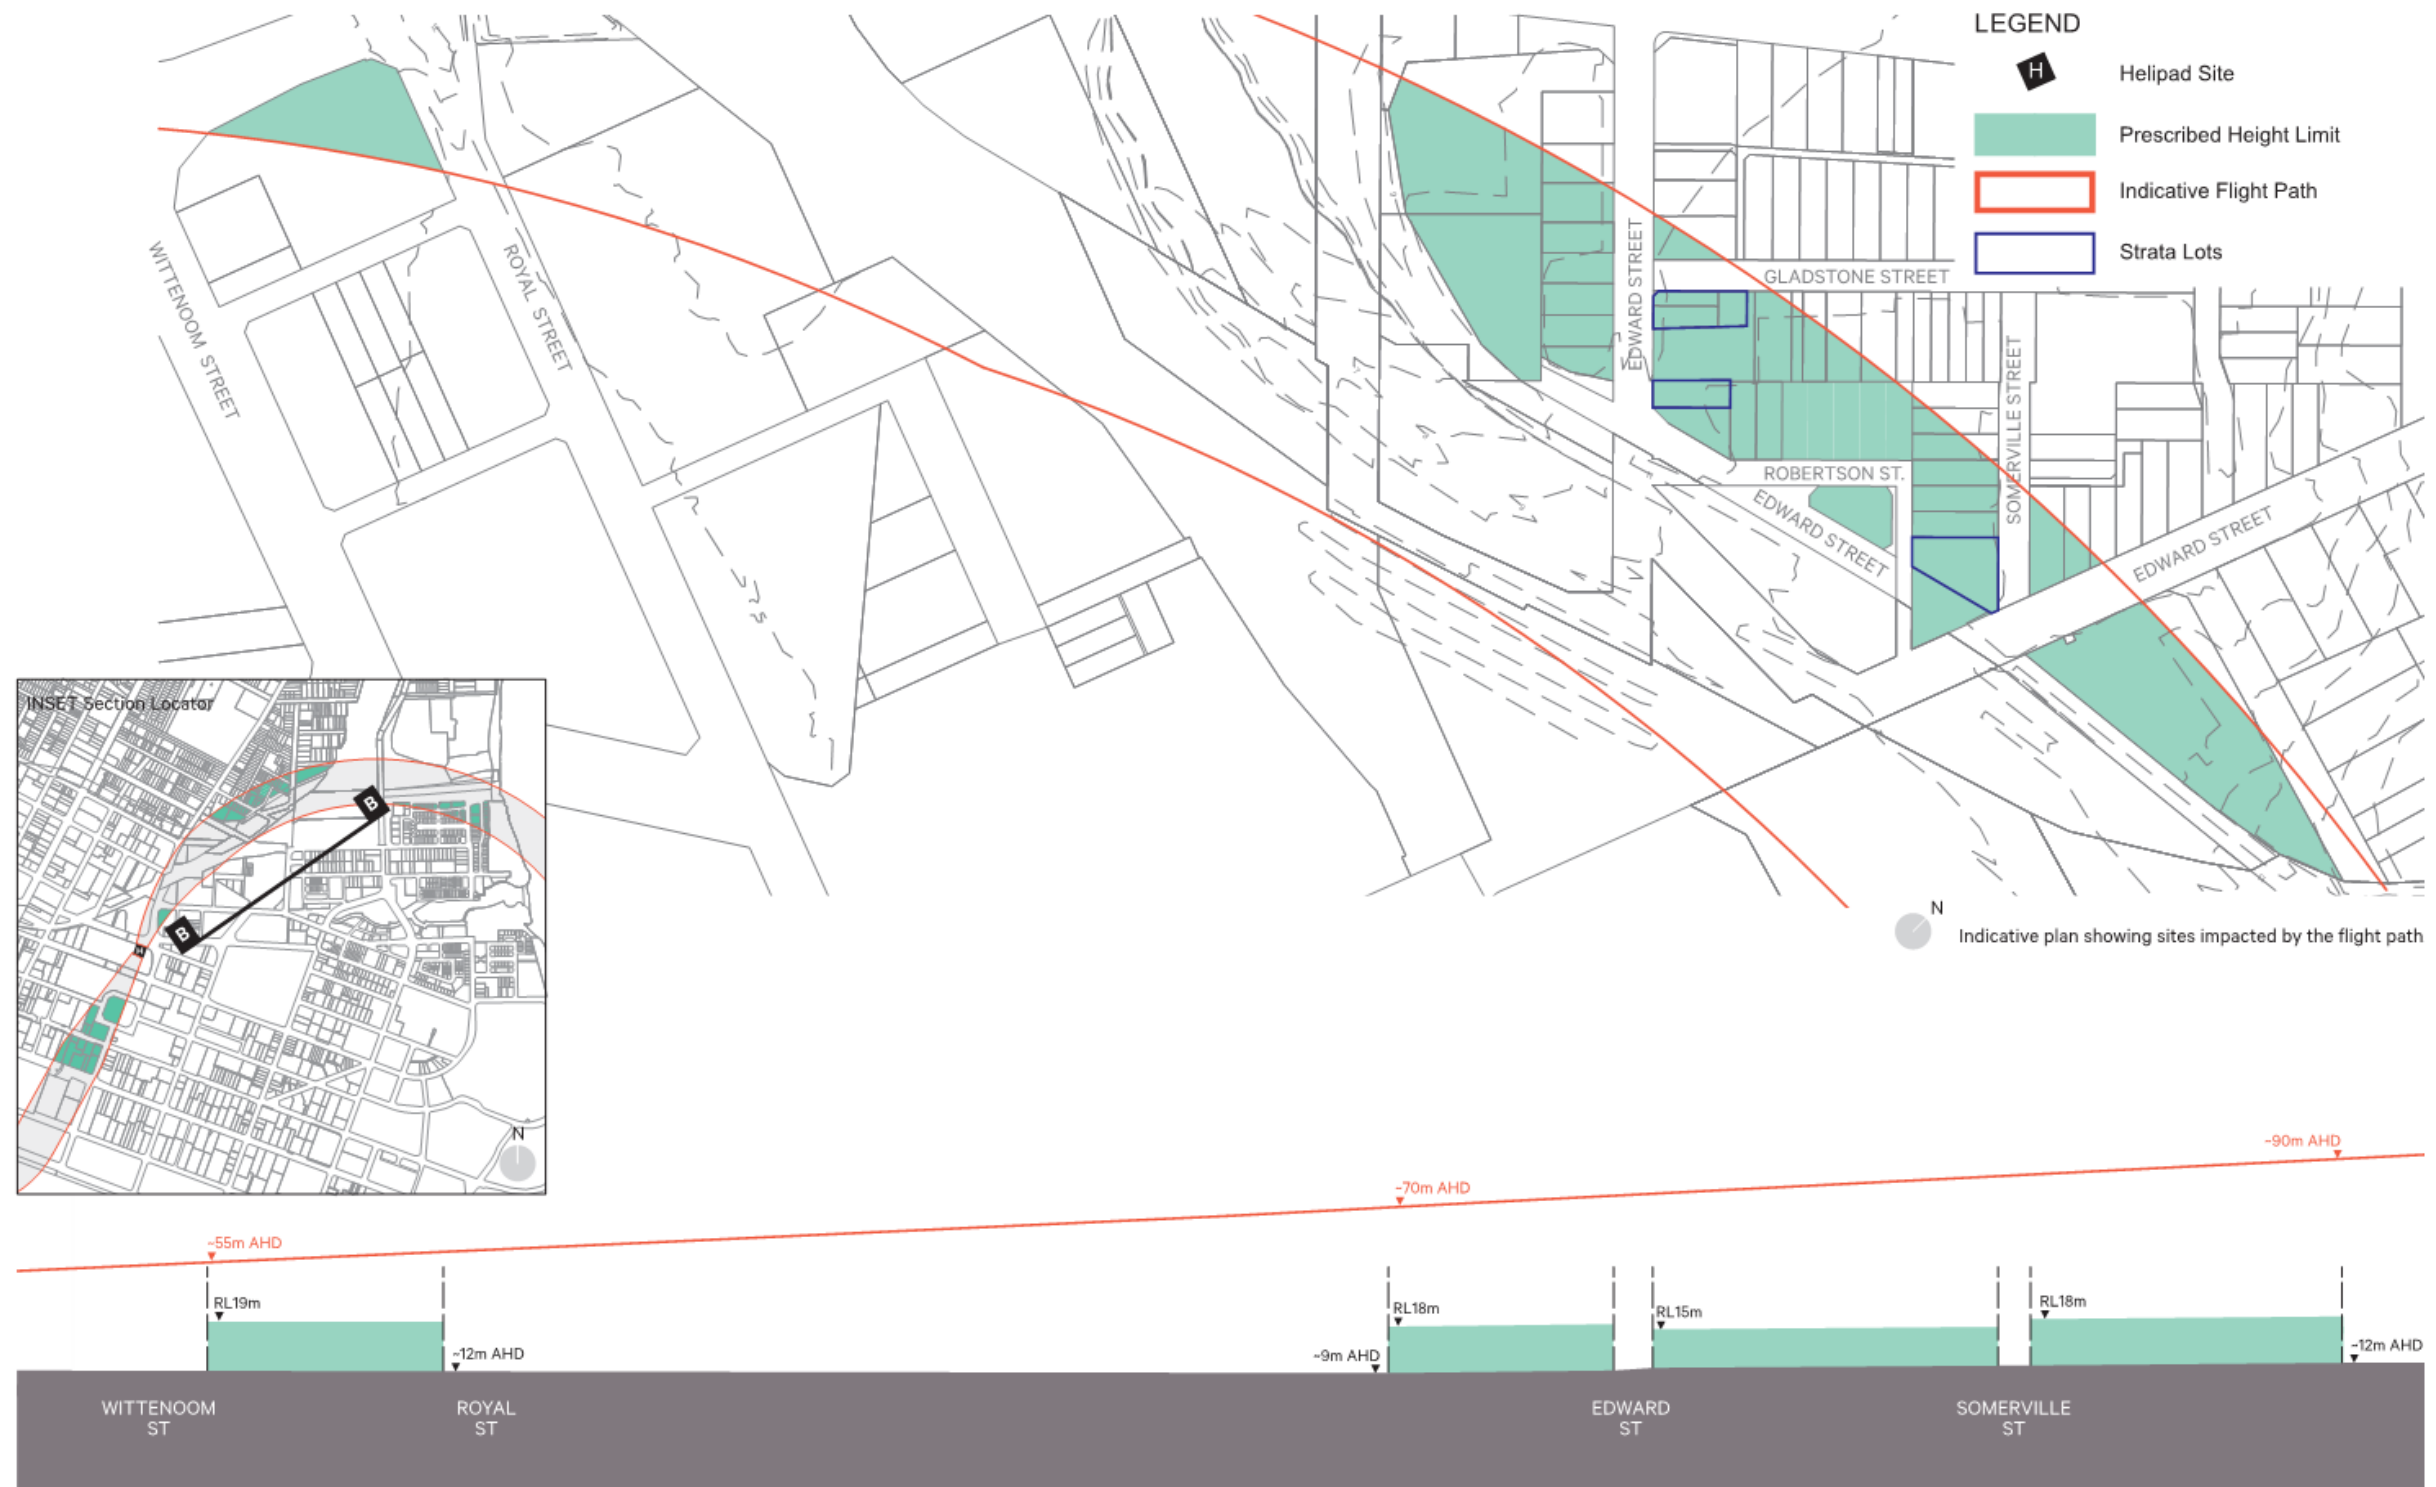 LEGEND
H
Helipad Site
Prescribed Height Limit
Indicative Flight Path
Strata Lots
WITTENOOM STREET
ROYAL STREET
EDWARD STREET
GLADSTONE STREET
SOMERVILLE STREET
ROBERTSON ST.
EDWARD STREET
EDWARD STREET
N
Indicative plan showing sites impacted by the flight path
INSET Section Locator
B
B
H
N
~90m AHD
~70m AHD
~55m AHD
RL19m
~12m AHD
RL18m
~9m AHD
RL15m
RL18m
~12m AHD
WITTENOOM
ST
ROYAL
ST
EDWARD
ST
SOMERVILLE
ST